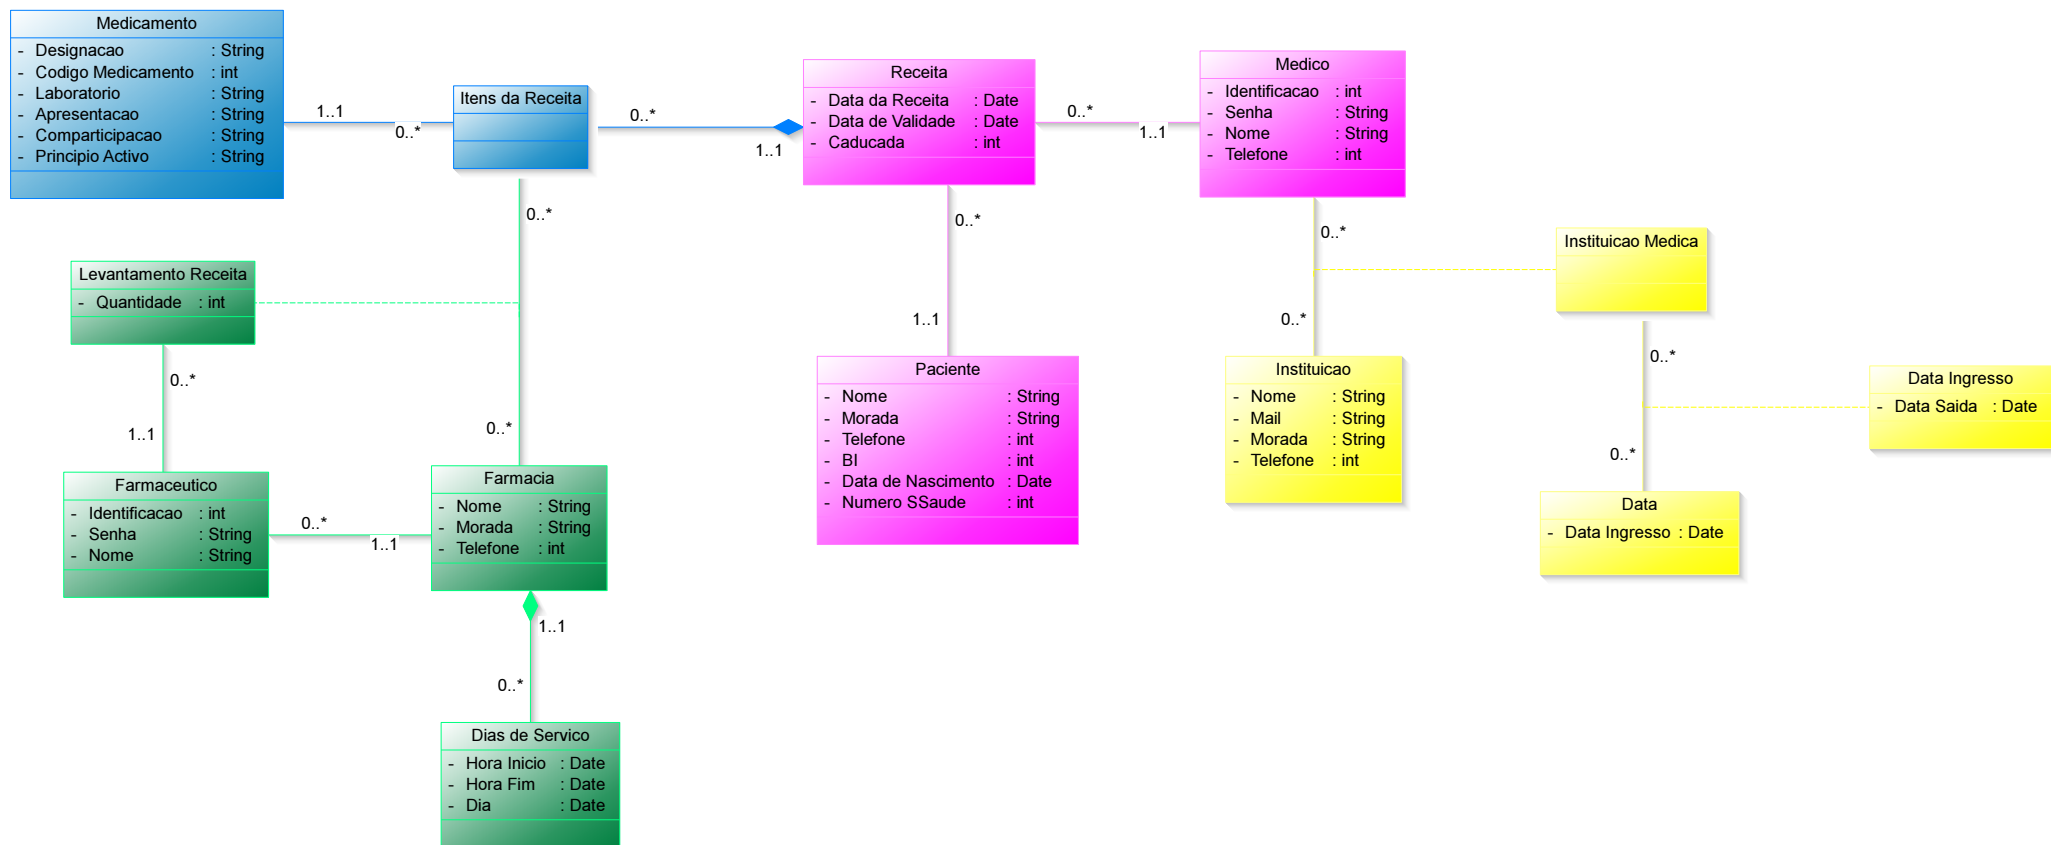 Medicamento
- Designacao : String
- Codigo Medicamento : int
- Laboratorio : String
- Apresentacao : String
- Comparticipacao : String
- Principio Activo : String
1..1
0..*
Itens da Receita
0..*
1..1
Receita
- Data da Receita : Date
- Data de Validade : Date
- Caducada : int
0..*
1..1
Medico
- Identificacao : int
- Senha : String
- Nome : String
- Telefone : int
0..*
0..*
0..*
Instituicao Medica
Levantamento Receita
- Quantidade : int
0..*
1..1
0..*
1..1
0..*
0..*
Paciente
- Nome : String
- Morada : String
- Telefone : int
- BI : int
- Data de Nascimento : Date
- Numero SSaude : int
Instituicao
- Nome : String
- Mail : String
- Morada : String
- Telefone : int
Data Ingresso
- Data Saida : Date
0..*
Data
- Data Ingresso : Date
Farmaceutico
- Identificacao : int
- Senha : String
- Nome : String
0..*
1..1
Farmacia
- Nome : String
- Morada : String
- Telefone : int
1..1
0..*
Dias de Servico
- Hora Inicio : Date
- Hora Fim : Date
- Dia : Date